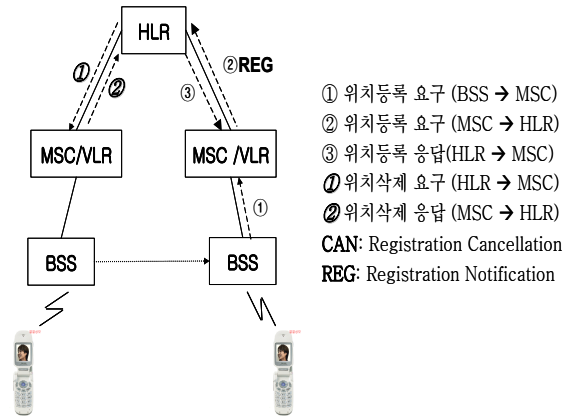 HLR
①
②
②REG
③
MSC/VLR
MSC /VLR
①
BSS
BSS
① 위치등록 요구 (BSS → MSC)
② 위치등록 요구 (MSC → HLR)
③ 위치등록 응답(HLR → MSC)
① 위치삭제 요구 (HLR → MSC)
② 위치삭제 응답 (MSC → HLR)
CAN: Registration Cancellation
REG: Registration Notification